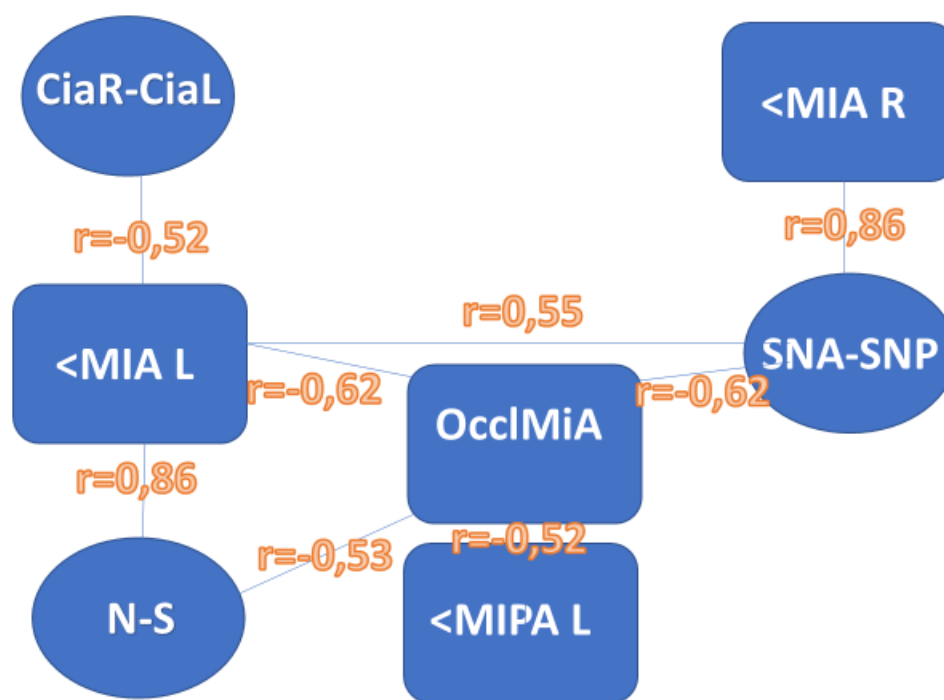 CiaR-CiaL
<MIA R
r=-0,52
r=0,86
r=0,55
<MIA L
SNA-SNP
r=-0,62
r=-0,62
OcclMiA
r=0,86
r=-0,53
r=-0,52
N-S
<MIPA L